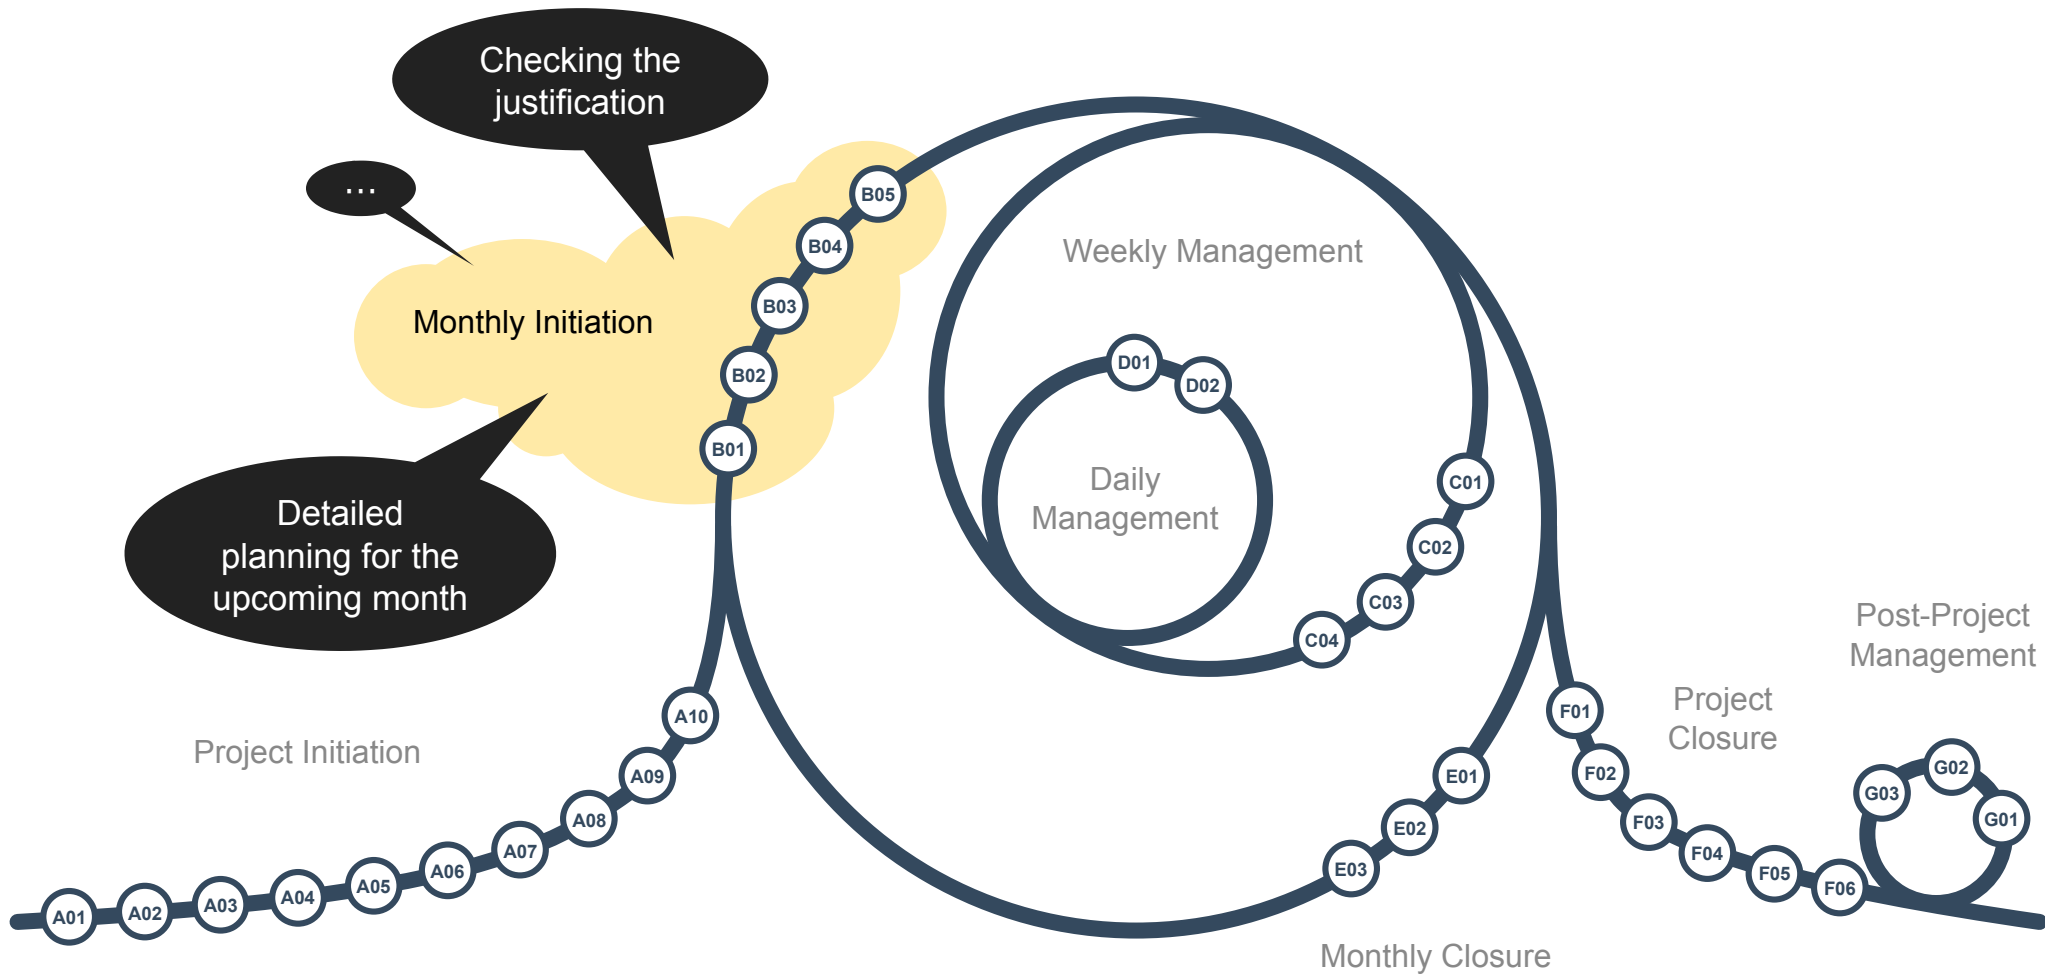 Checking the
justification
...
B05
B04
B03
B02
B01
Monthly Initiation
Detailed
planning for the
upcoming month
Weekly Management
D01
D02
Daily
Management
C01
C02
C03
C04
Project Initiation
A01
A02
A03
A04
A05
A06
A07
A08
A09
A10
E01
E02
E03
Monthly Closure
F01
F02
F03
F04
F05
F06
Project
Closure
Post-Project
Management
G03
G02
G01